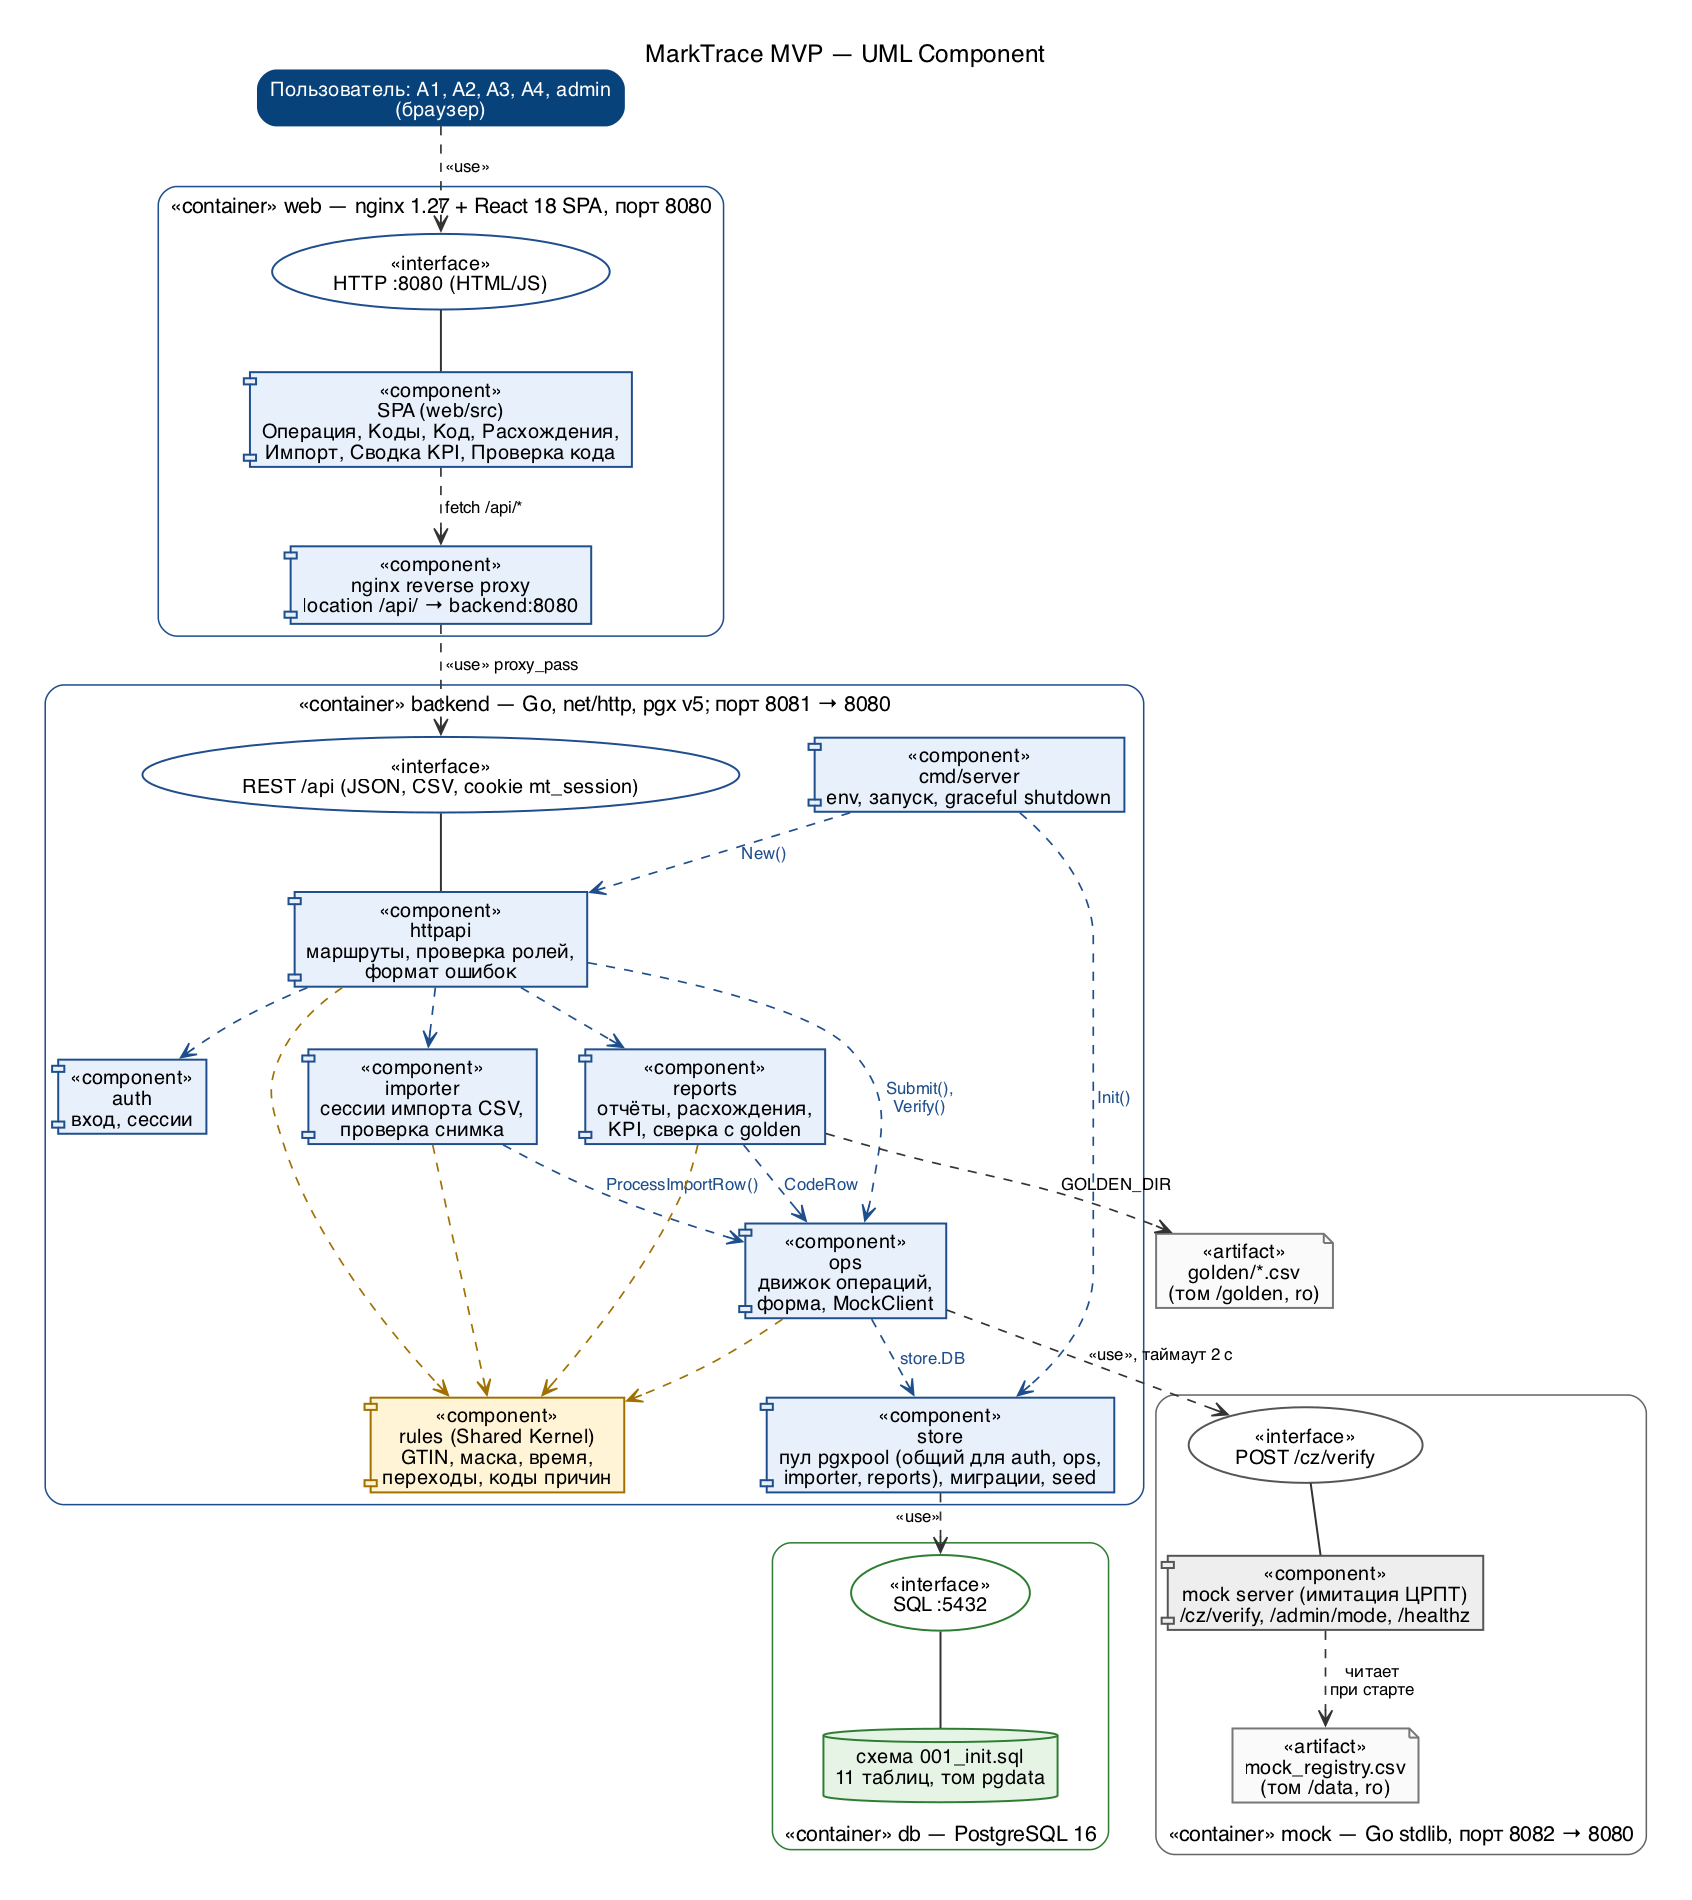 MarkTrace MVP — UML Component
Пользователь: A1, A2, A3, A4, admin
(браузер)
«use»
«container» web — nginx 1.27 + React 18 SPA, порт 8080
«interface»
HTTP :8080 (HTML/JS)
«component»
SPA (web/src)
Операция, Коды, Код, Расхождения,
Импорт, Сводка KPI, Проверка кода
fetch /api/*
«component»
nginx reverse proxy
location /api/ → backend:8080
«use» proxy_pass
«container» backend — Go, net/http, pgx v5; порт 8081 → 8080
«interface»
REST /api (JSON, CSV, cookie mt_session)
«component»
cmd/server
env, запуск, graceful shutdown
New()
«component»
httpapi
маршруты, проверка ролей,
формат ошибок
«component»
auth
вход, сессии
«component»
importer
сессии импорта CSV,
проверка снимка
«component»
reports
отчёты, расхождения,
KPI, сверка с golden
Submit(),
Verify()
Init()
ProcessImportRow()
CodeRow
GOLDEN_DIR
«component»
ops
движок операций,
форма, MockClient
«artifact»
golden/*.csv
(том /golden, ro)
store.DB
«use», таймаут 2 с
«component»
rules (Shared Kernel)
GTIN, маска, время,
переходы, коды причин
«component»
store
пул pgxpool (общий для auth, ops,
importer, reports), миграции, seed
«interface»
POST /cz/verify
«use»
«interface»
SQL :5432
«component»
mock server (имитация ЦРПТ)
/cz/verify, /admin/mode, /healthz
читает
при старте
схема 001_init.sql
11 таблиц, том pgdata
«artifact»
mock_registry.csv
(том /data, ro)
«container» db — PostgreSQL 16
«container» mock — Go stdlib, порт 8082 → 8080